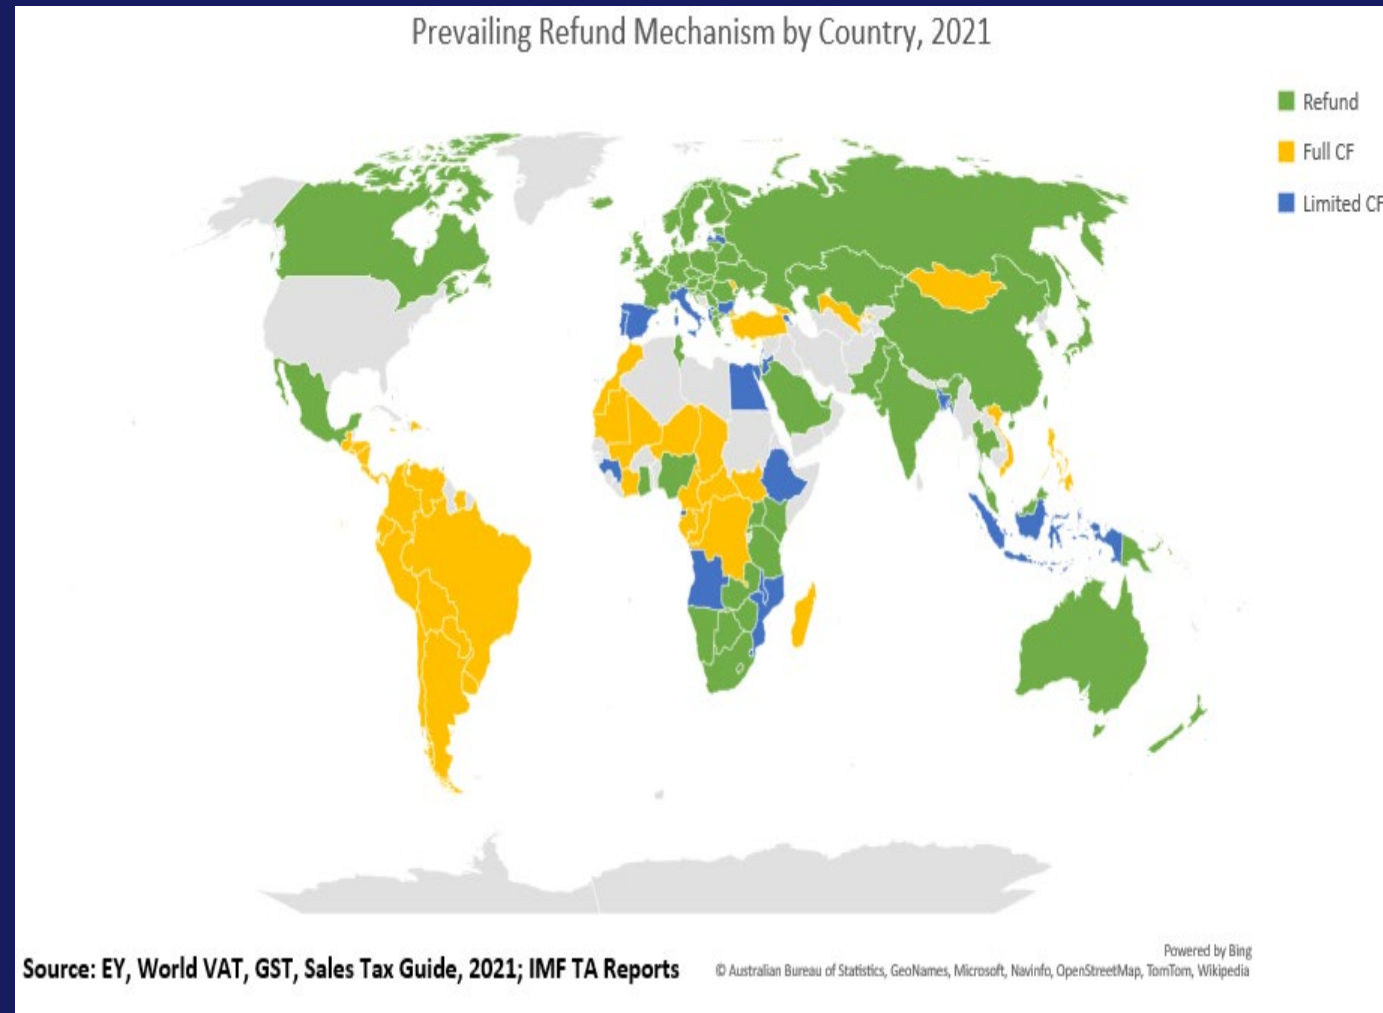 Prevailing Refund Mechanism by Country, 2021
Refund
Full CF
Limited CF
Powered by Bing
Source: EY, World VAT, GST, Sales Tax Guide, 2021; IMF TA Reports
© Australian Bureau of Statistics, GeoNames, Microsoft, Navinfo, OpenStreetMap, TomTom, Wikipedia